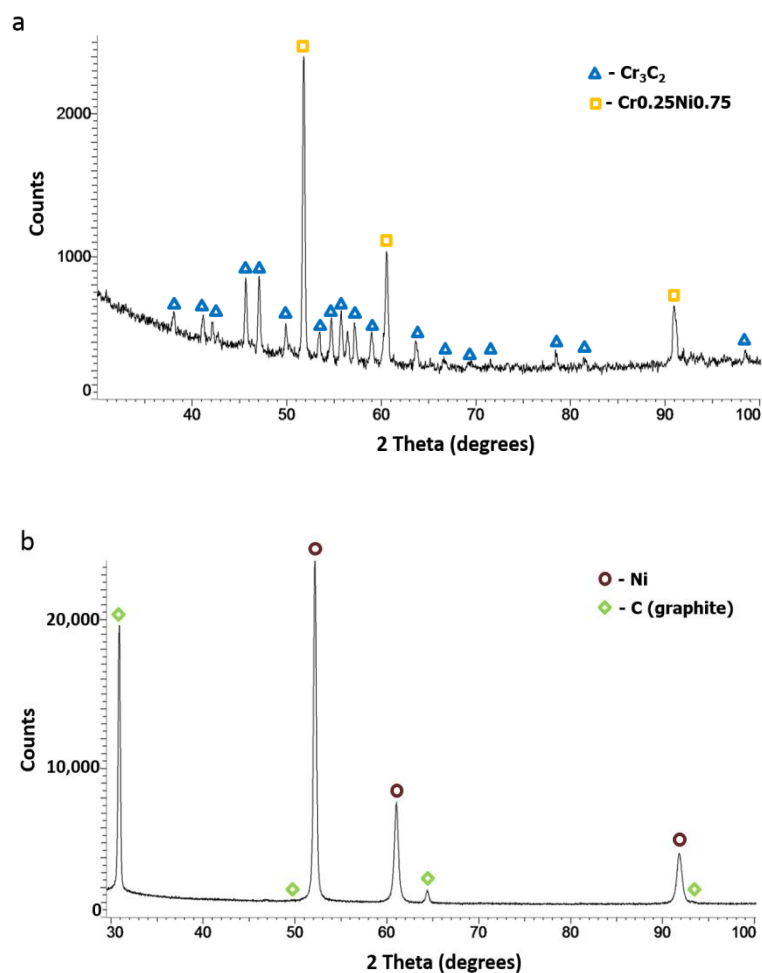 a
- Cr₃C₂
- Cr0.25Ni0.75
2000
1000
0
Counts
40 50 60 70 80 90 100
2 Theta (degrees)
b
- Ni
- C (graphite)
20,000
10,000
0
Counts
30 40 50 60 70 80 90 100
2 Theta (degrees)